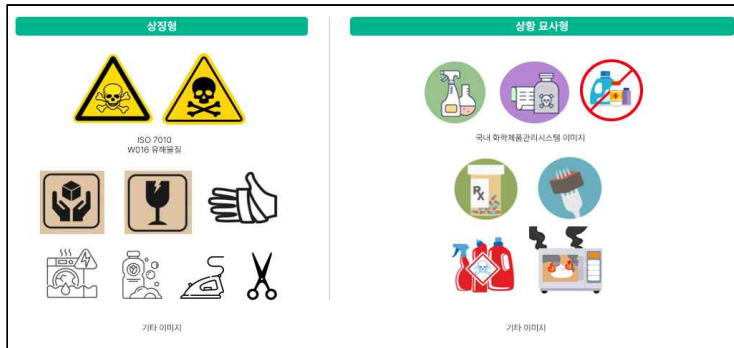 상징형
ISO 7010
W016 유해물질
기타 이미지
상황 묘사형
국내 화학제품관리시스템 이미지
RX
기타 이미지